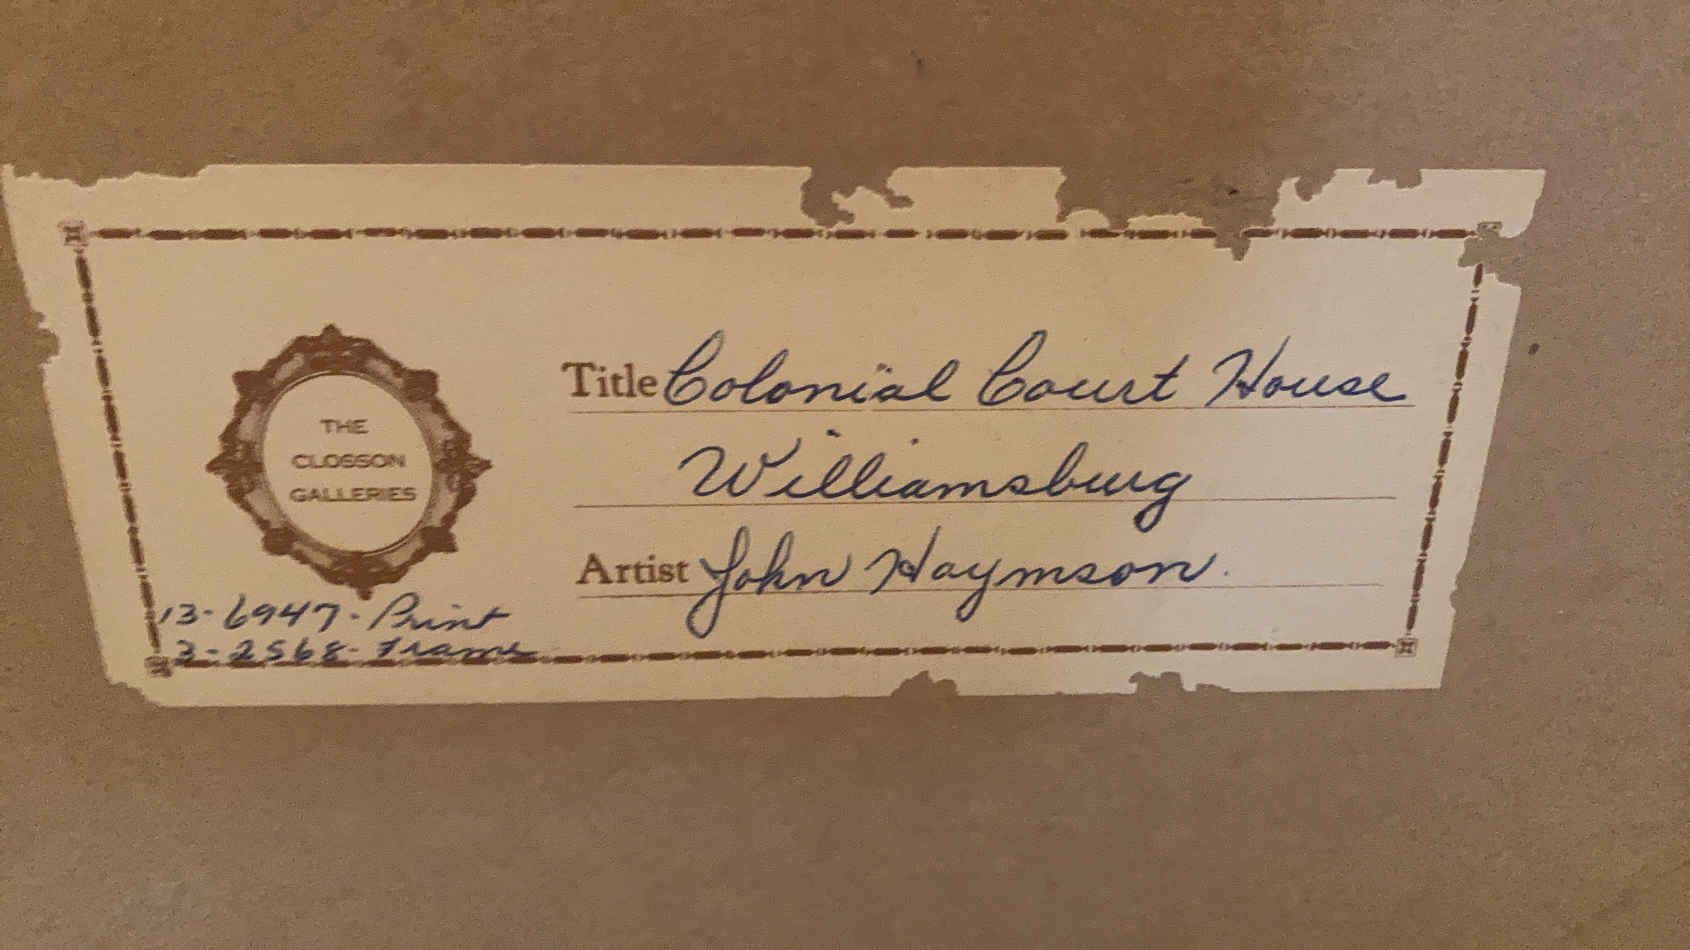 THE
CLOSSON
GALLERIES
Title Colonial Court House
Williamsburg
Artist John Haymson.
13-6947-Print
3-2568-Frame